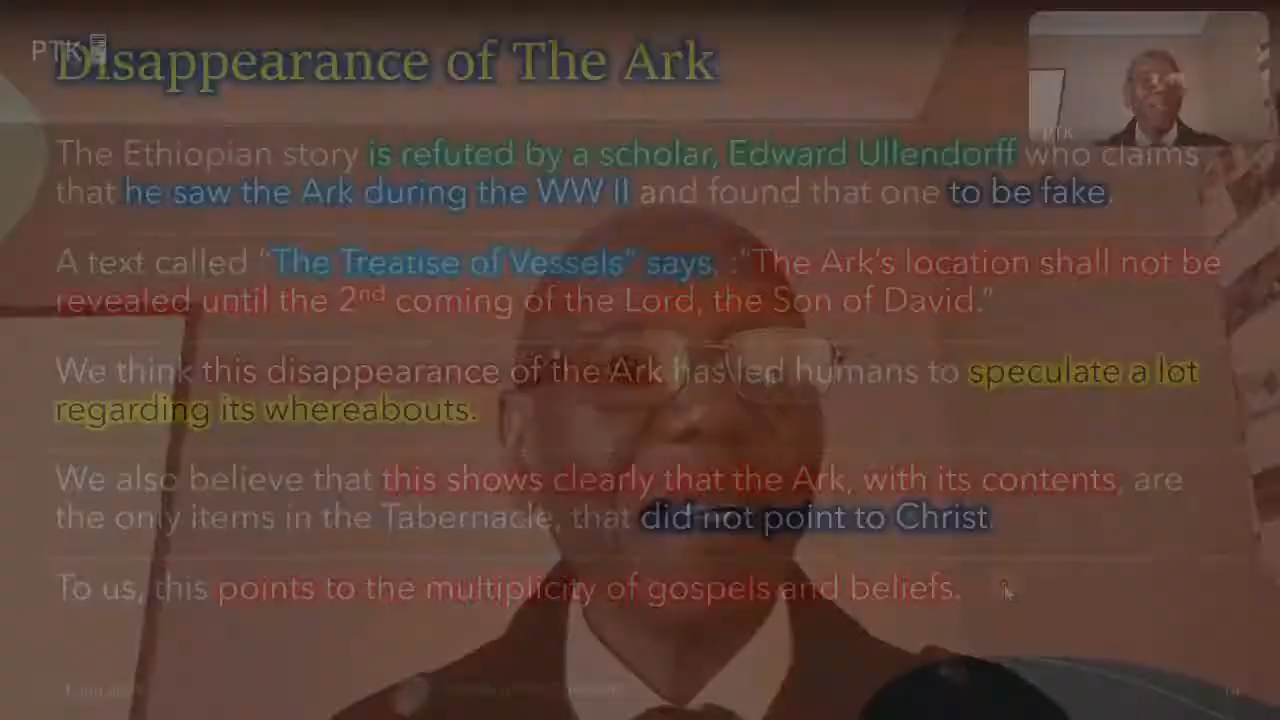 PTK
Disappearance of The Ark
PTK
The Ethiopian story is refuted by a scholar, Edward Ullendorff who claims
that he saw the Ark during the WW II and found that one to be fake.
A text called “The Treatise of Vessels” says, :“The Ark’s location shall not be
revealed until the 2nd coming of the Lord, the Son of David.”
We think this disappearance of the Ark has led humans to speculate a lot
regarding its whereabouts.
We also believe that this shows clearly that the Ark, with its contents, are
the only items in the Tabernacle, that did not point to Christ.
To us, this points to the multiplicity of gospels and beliefs.